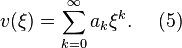 v(ξ) = ∑_{k=0}^{∞} a_k ξ^k. (5)